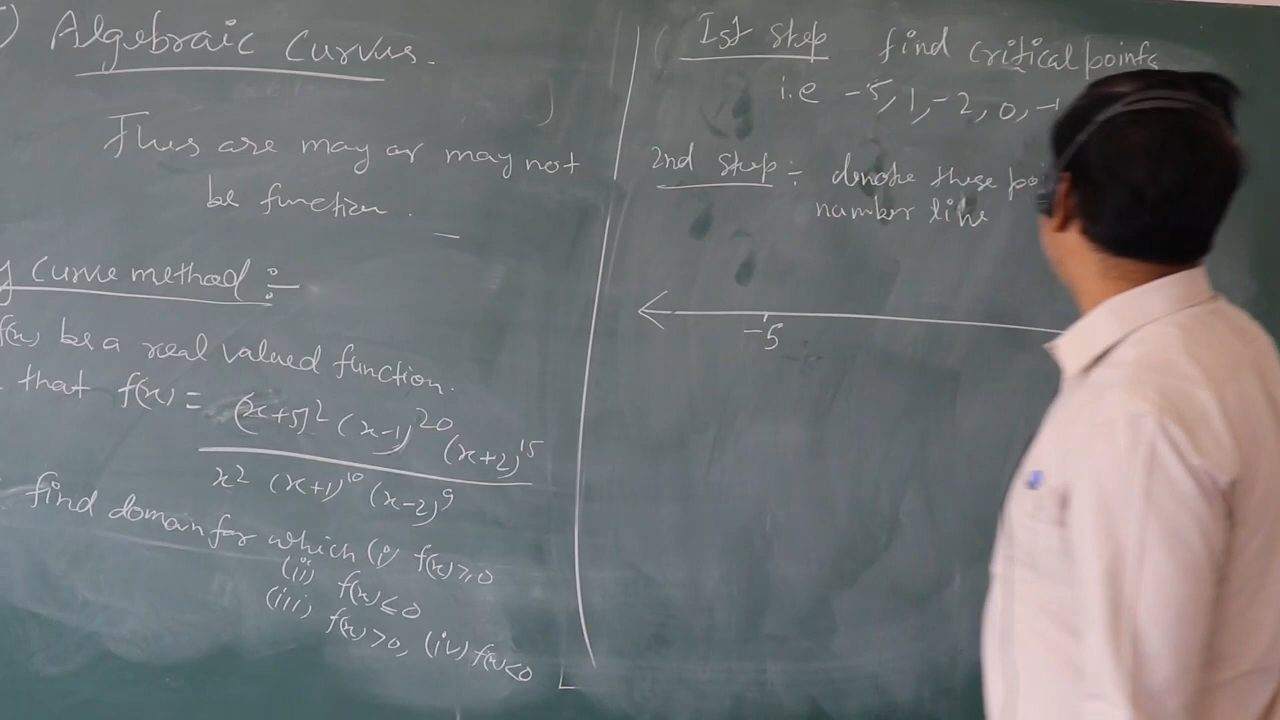 Algebraic Curves.
This are may or may not
be function.
Curve method ÷
f(x) be a real valued function.
that f(x) = (x+5)² (x-1)²⁰ (x+2)¹⁵
x² (x+1)¹⁰ (x-2)⁹
find domain for which (i) f(x) ≥ 0
(ii) f(x) ≤ 0
(iii) f(x) > 0, (iv) f(x) < 0
Ist step find critical points
i.e -5, 1, -2, 0, -1
2nd step ÷ denote these
number line
-5